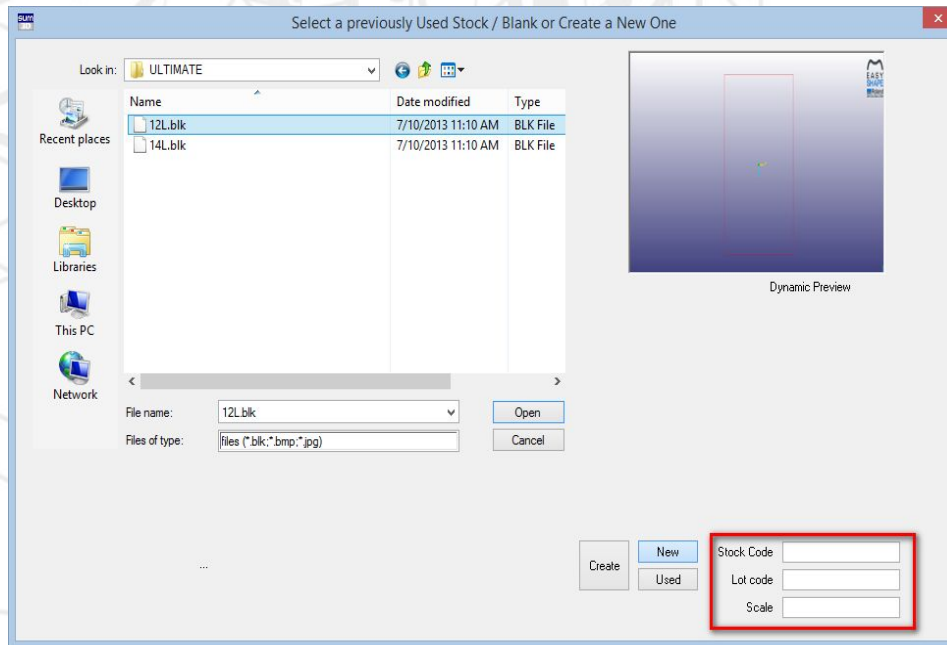 sum
Select a previously Used Stock / Blank or Create a New One
Look in: ULTIMATE
Name Date modified Type
12L.blk 7/10/2013 11:10 AM BLK File
14L.blk 7/10/2013 11:10 AM BLK File
Recent places
Desktop
Libraries
This PC
Network
File name: 12L.blk Open
Files of type: files (*.blk;*.bmp;*.jpg) Cancel
EASY
SHAPE
Dynamic Preview
...
Create
New
Used
Stock Code
Lot code
Scale